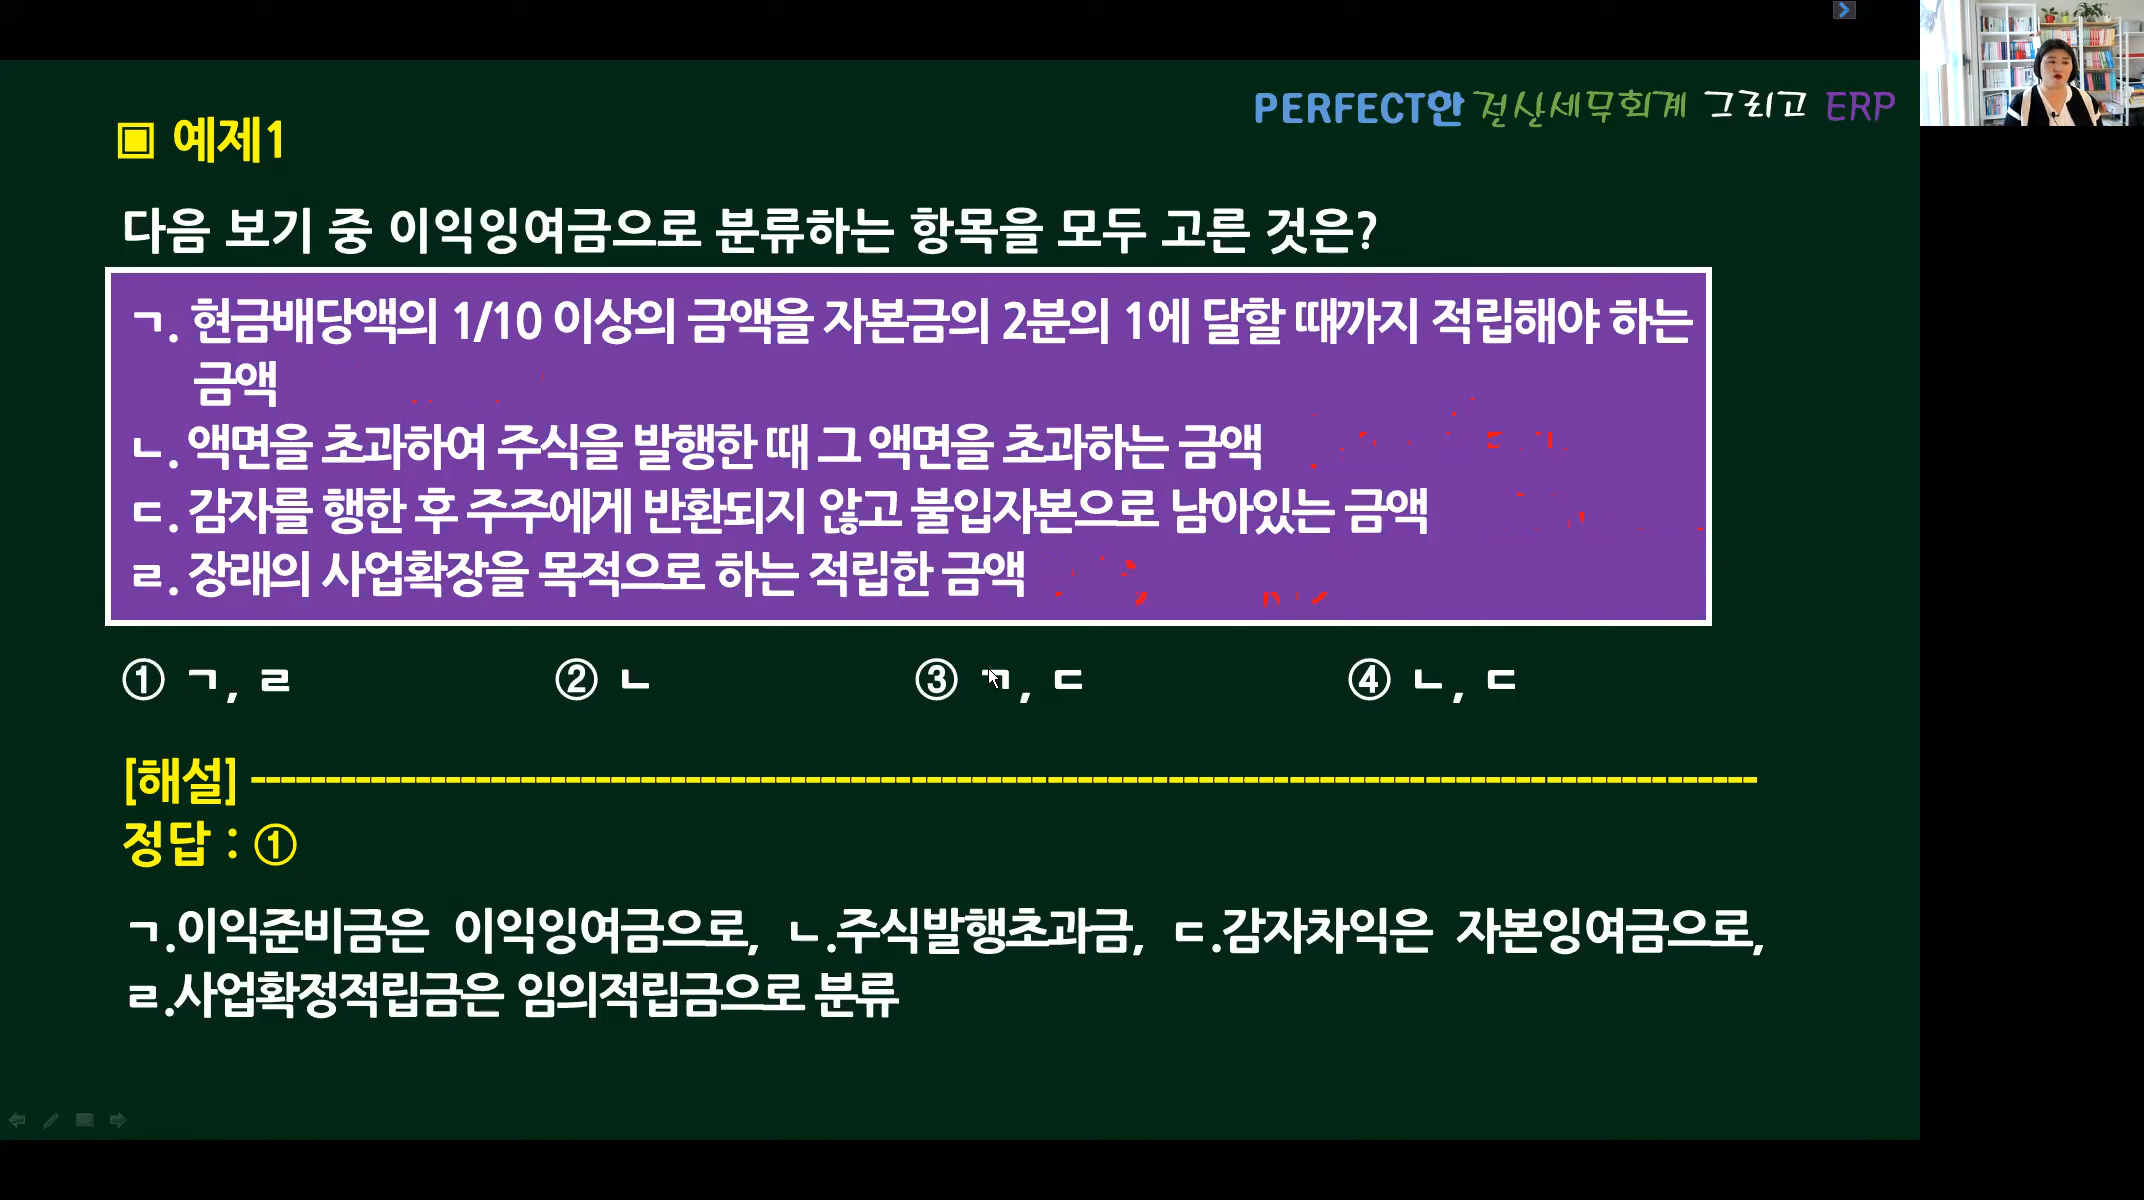 PERFECT한 전산세무회계 그리고 ERP
▣ 예제1
다음 보기 중 이익잉여금으로 분류하는 항목을 모두 고른 것은?
ㄱ. 현금배당액의 1/10 이상의 금액을 자본금의 2분의 1에 달할 때까지 적립해야 하는
금액
ㄴ. 액면을 초과하여 주식을 발행한 때 그 액면을 초과하는 금액
ㄷ. 감자를 행한 후 주주에게 반환되지 않고 불입자본으로 남아있는 금액
ㄹ. 장래의 사업확장을 목적으로 하는 적립한 금액
① ㄱ, ㄹ ② ㄴ ③ ㄱ, ㄷ ④ ㄴ, ㄷ
[해설] ----------------------------------------------------------------------------------------------------
정답 : ①
ㄱ.이익준비금은 이익잉여금으로, ㄴ.주식발행초과금, ㄷ.감자차익은 자본잉여금으로,
ㄹ.사업확정적립금은 임의적립금으로 분류